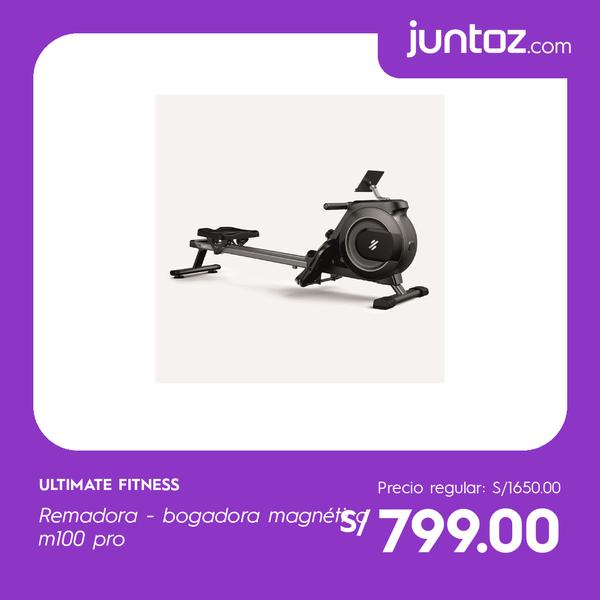 juntoz.com
ULTIMATE FITNESS
Precio regular: S/1650.00
Remadora - bogadora magnética
m100 pro
S/ 799.00